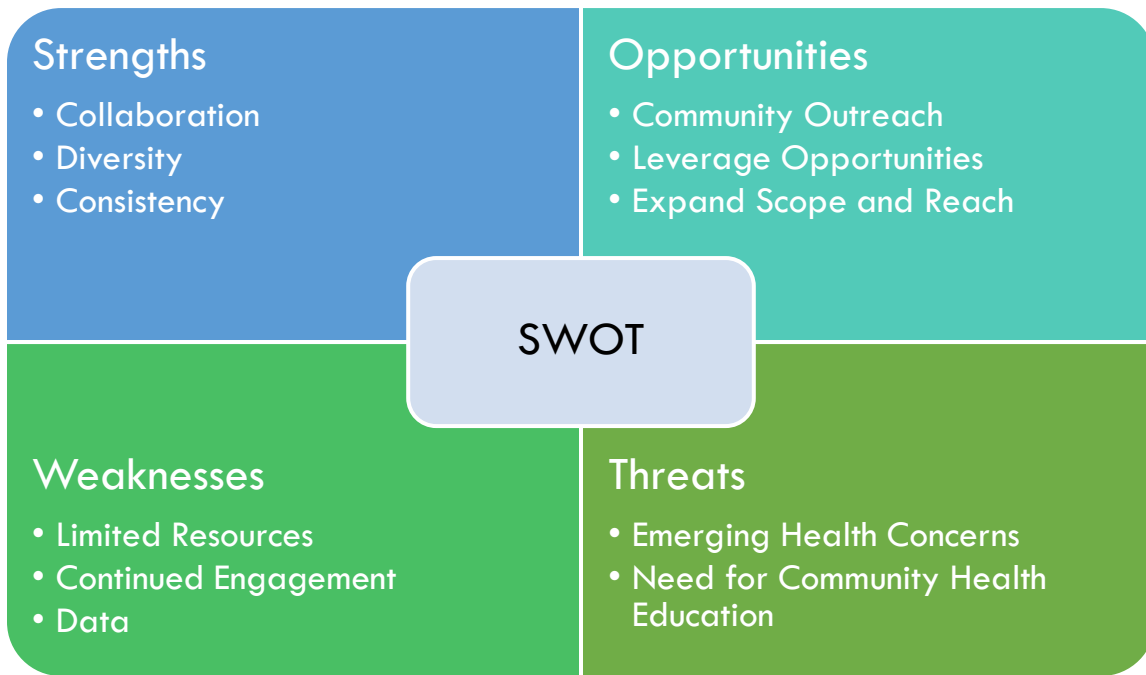 Strengths
• Collaboration
• Diversity
• Consistency
Opportunities
• Community Outreach
• Leverage Opportunities
• Expand Scope and Reach
SWOT
Weaknesses
• Limited Resources
• Continued Engagement
• Data
Threats
• Emerging Health Concerns
• Need for Community Health
Education